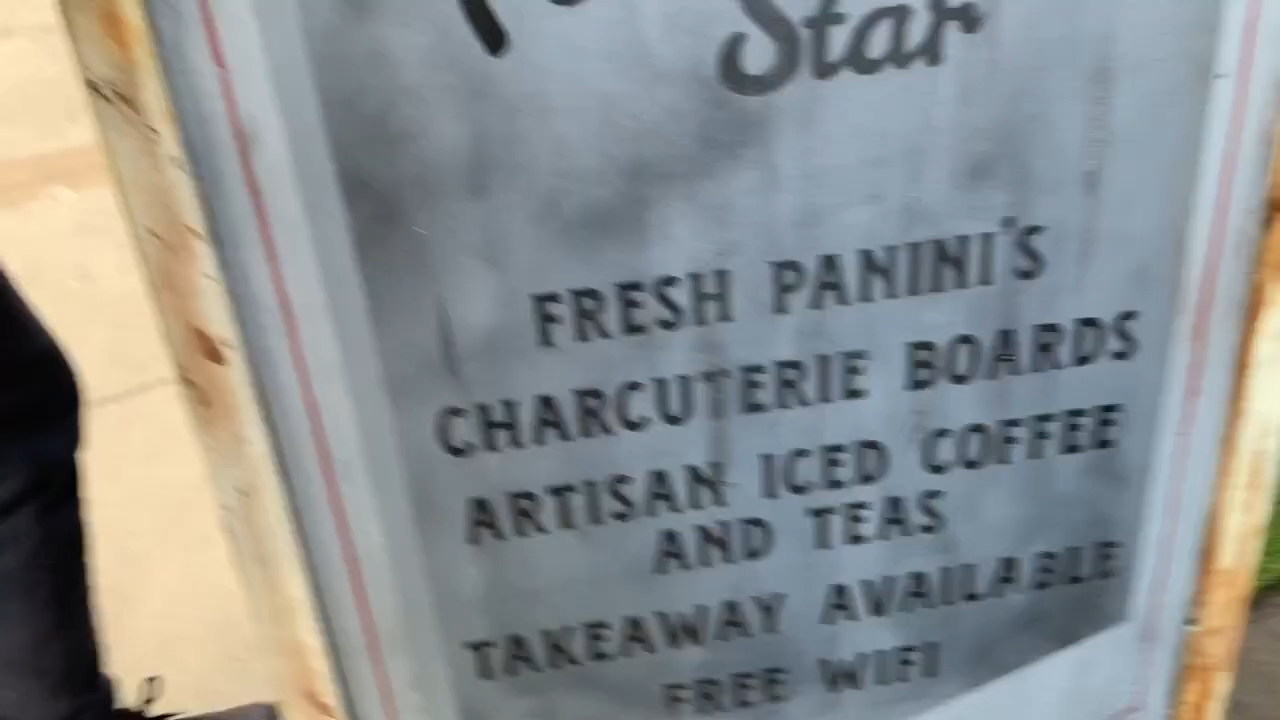 Star
FRESH PANINI'S
CHARCUTERIE BOARDS
ARTISAN ICED COFFEE
AND TEAS
TAKEAWAY AVAILABLE
FREE WIFI